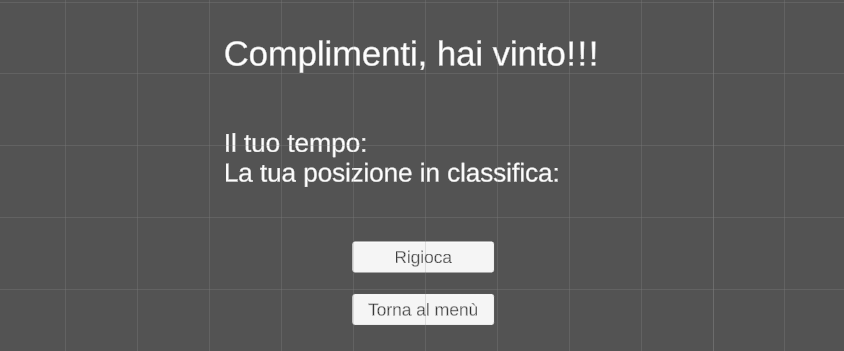 Complimenti, hai vinto!!!
Il tuo tempo:
La tua posizione in classifica:
Rigioca
Torna al menù